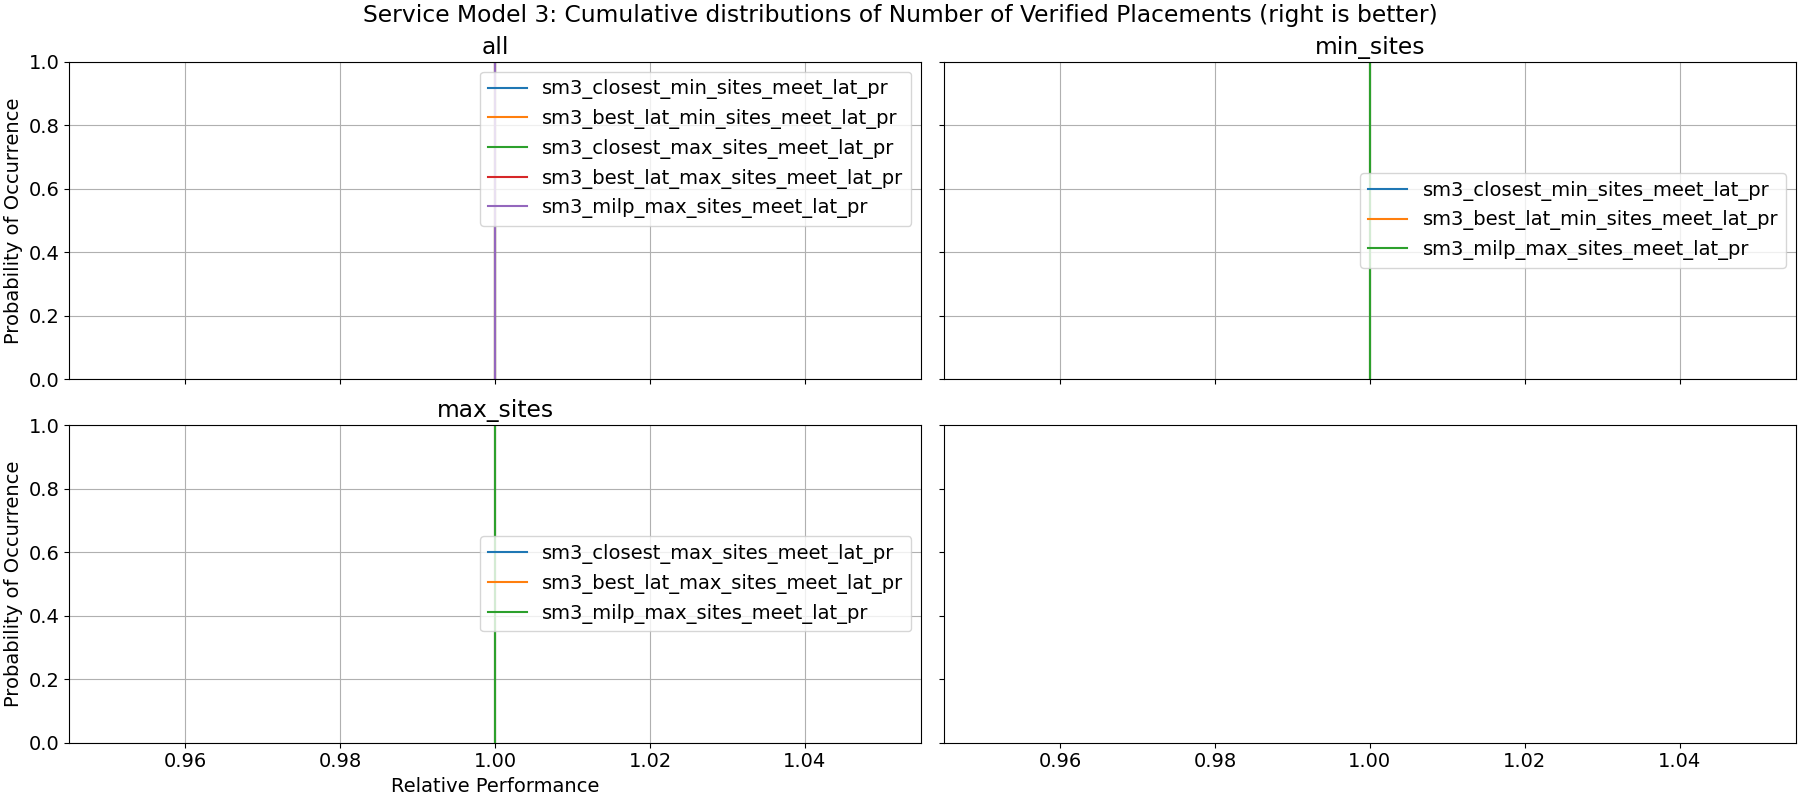 Service Model 3: Cumulative distributions of Number of Verified Placements (right is better)
all
Probability of Occurrence
1.0
0.8
0.6
0.4
0.2
0.0
sm3_closest_min_sites_meet_lat_pr
sm3_best_lat_min_sites_meet_lat_pr
sm3_closest_max_sites_meet_lat_pr
sm3_best_lat_max_sites_meet_lat_pr
sm3_milp_max_sites_meet_lat_pr
min_sites
sm3_closest_min_sites_meet_lat_pr
sm3_best_lat_min_sites_meet_lat_pr
sm3_milp_max_sites_meet_lat_pr
max_sites
Probability of Occurrence
1.0
0.8
0.6
0.4
0.2
0.0
sm3_closest_max_sites_meet_lat_pr
sm3_best_lat_max_sites_meet_lat_pr
sm3_milp_max_sites_meet_lat_pr
0.96 0.98 1.00 1.02 1.04
Relative Performance
0.96 0.98 1.00 1.02 1.04